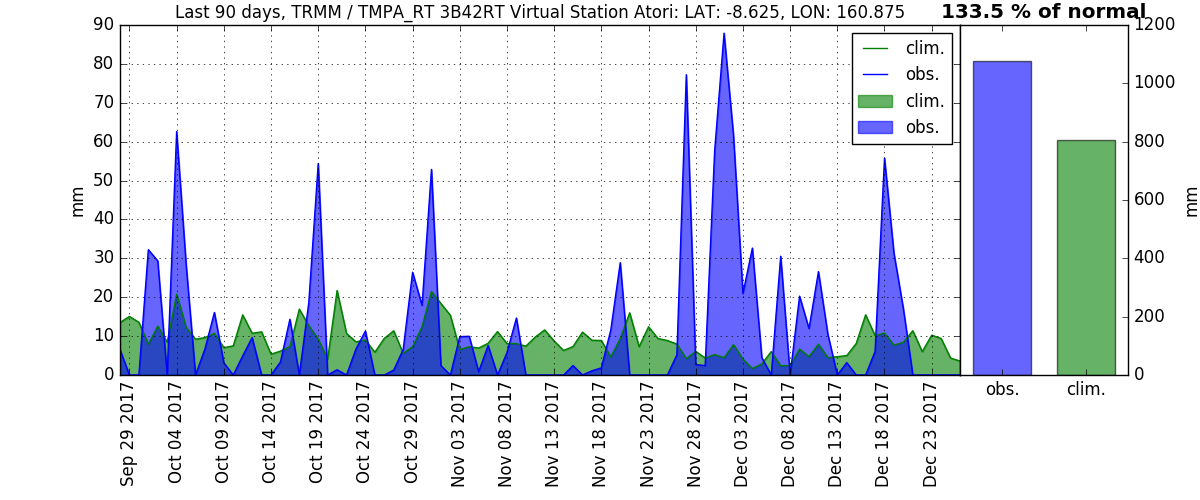 Last 90 days, TRMM / TMPA_RT 3B42RT Virtual Station Atori: LAT: -8.625, LON: 160.875
133.5 % of normal
90
80
70
60
50
40
30
20
10
0
mm
clim.
obs.
clim.
obs.
1200
1000
800
600
400
200
0
mm
Sep 29 2017
Oct 04 2017
Oct 09 2017
Oct 14 2017
Oct 19 2017
Oct 24 2017
Oct 29 2017
Nov 03 2017
Nov 08 2017
Nov 13 2017
Nov 18 2017
Nov 23 2017
Nov 28 2017
Dec 03 2017
Dec 08 2017
Dec 13 2017
Dec 18 2017
Dec 23 2017
obs.
clim.